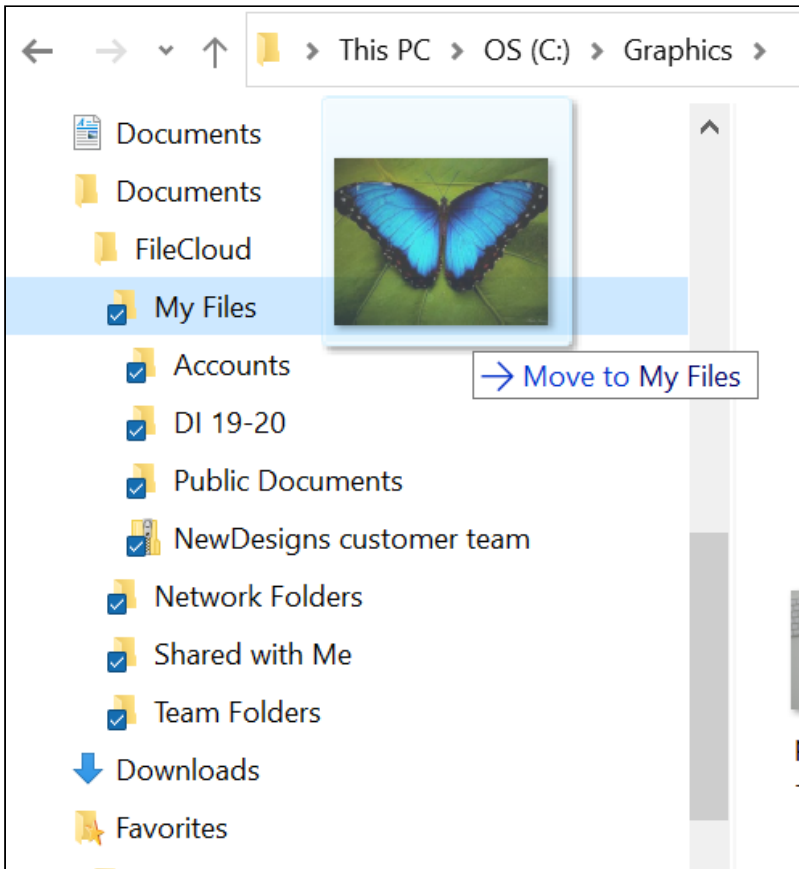 This PC > OS (C:) > Graphics >
Documents
Documents
FileCloud
My Files
Accounts
Move to My Files
DI 19-20
Public Documents
NewDesigns customer team
Network Folders
Shared with Me
Team Folders
Downloads
Favorites